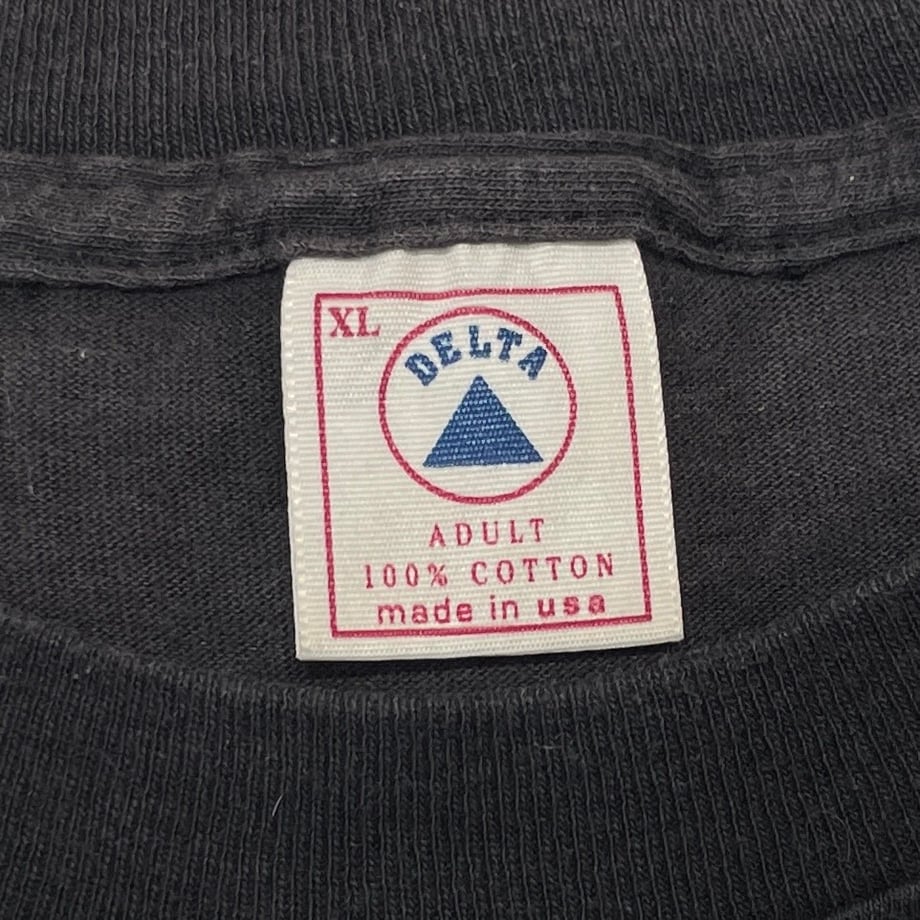 XL
DELTA
ADULT
100% COTTON
made in usa